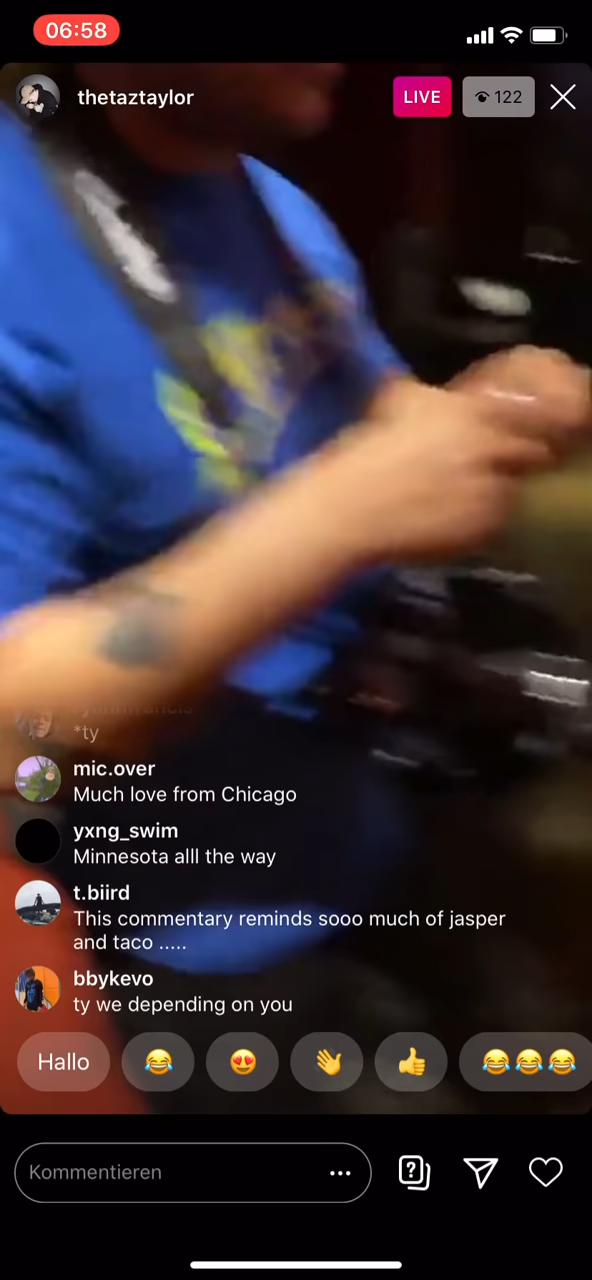 06:58
thetaztaylor
LIVE
122
*ty
mic.over
Much love from Chicago
yxng_swim
Minnesota alll the way
t.biird
This commentary reminds sooo much of jasper
and taco .....
bbykevo
ty we depending on you
Hallo 😂 😍 👋 👍 😂😂😂
Kommentieren ...